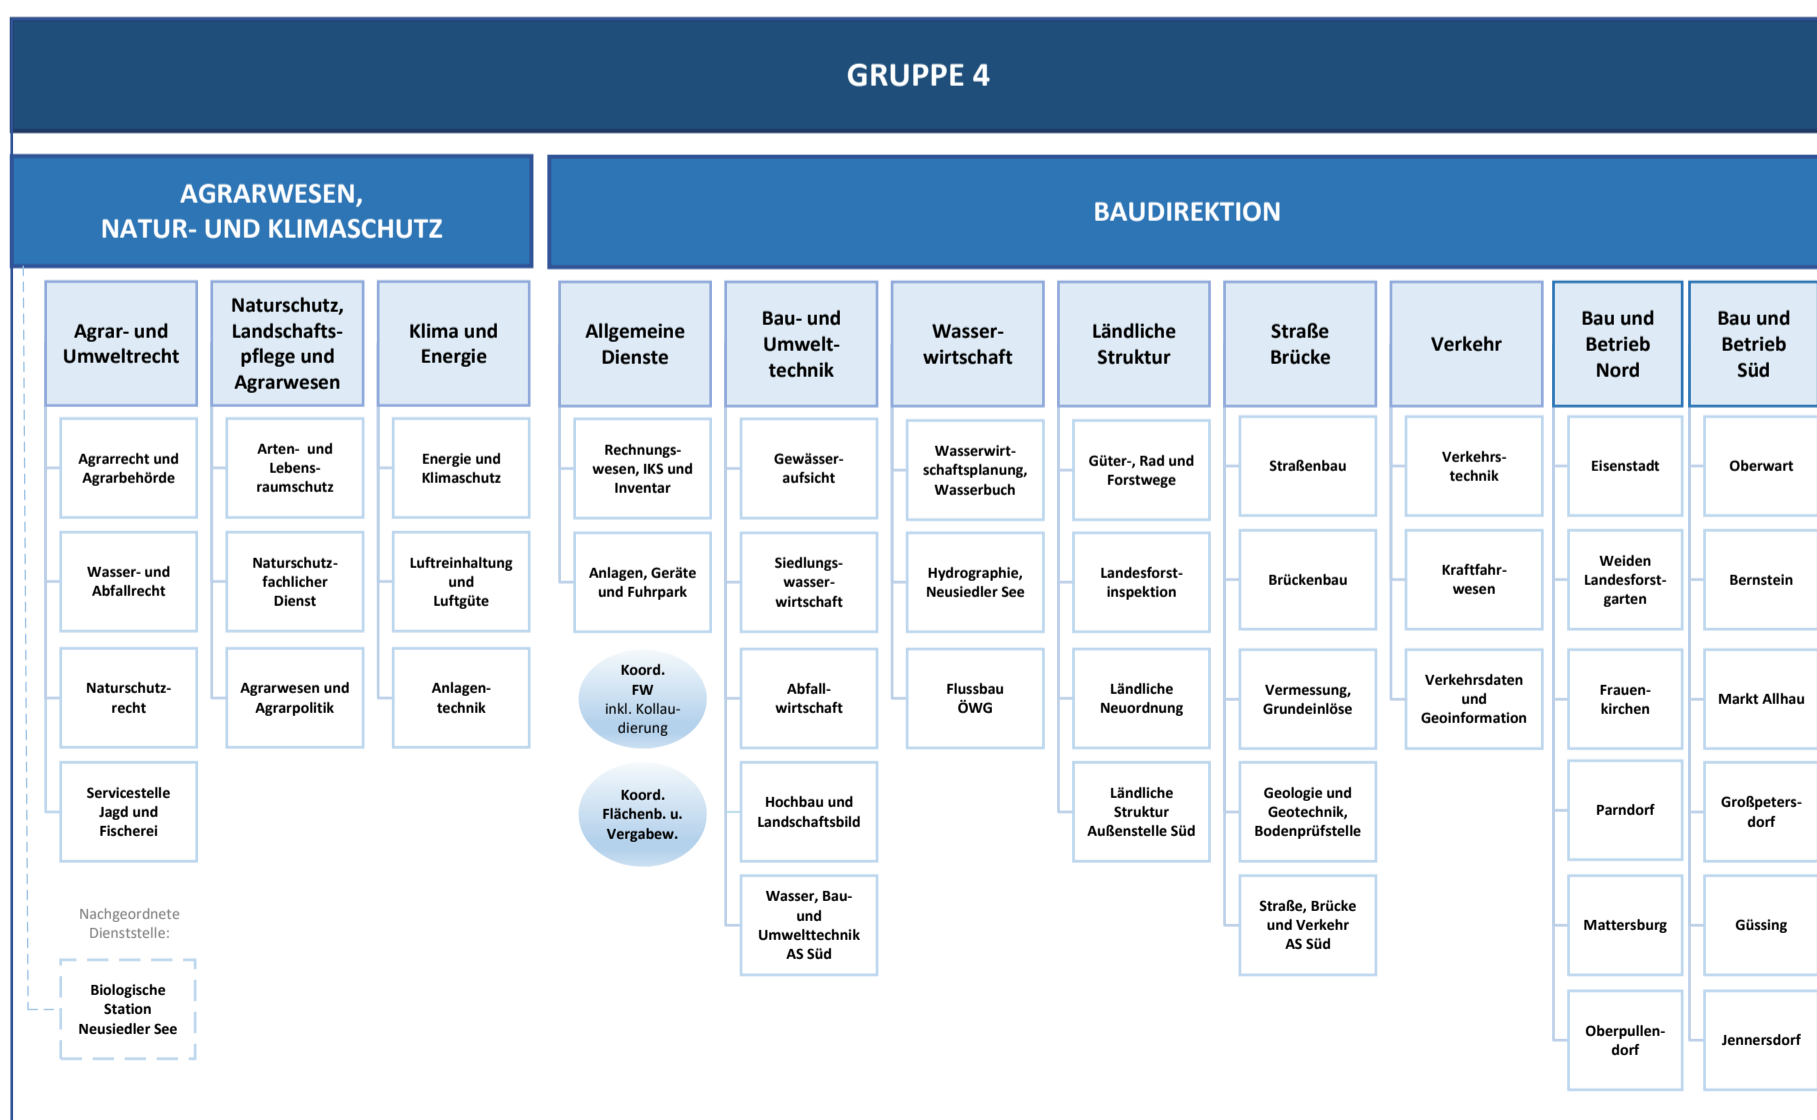 GRUPPE 4
AGRARWESEN,
NATUR- UND KLIMASCHUTZ
BAUDIREKTION
Agrar- und
Umweltrecht
Agrarrecht und
Agrarbehörde
Wasser- und
Abfallrecht
Naturschutz-
recht
Servicestelle
Jagd und
Fischerei
Nachgeordnete
Dienststelle:
Biologische
Station
Neusiedler See
Naturschutz,
Landschafts-
pflege und
Agrarwesen
Arten- und
Lebens-
raumschutz
Naturschutz-
fachlicher
Dienst
Agrarwesen und
Agrarpolitik
Klima und
Energie
Energie und
Klimaschutz
Luftreinhaltung
und
Luftgüte
Anlagen-
technik
Allgemeine
Dienste
Rechnungs-
wesen, IKS und
Inventar
Anlagen, Geräte
und Fuhrpark
Koord.
FW
inkl. Kollau-
dierung
Koord.
Flächenb. u.
Vergabew.
Bau- und
Umwelt-
technik
Gewässer-
aufsicht
Siedlungs-
wasser-
wirtschaft
Abfall-
wirtschaft
Hochbau und
Landschaftsbild
Wasser, Bau-
und
Umwelttechnik
AS Süd
Wasser-
wirtschaft
Wasserwirt-
schaftsplanung,
Wasserbuch
Hydrographie,
Neusiedler See
Flussbau
ÖWG
Ländliche
Struktur
Güter-, Rad und
Forstwege
Landesforst-
inspektion
Ländliche
Neuordnung
Ländliche
Struktur
Außenstelle Süd
Straße
Brücke
Straßenbau
Brückenbau
Vermessung,
Grundeinlöse
Geologie und
Geotechnik,
Bodenprüfstelle
Straße, Brücke
und Verkehr
AS Süd
Verkehr
Verkehrs-
technik
Kraftfahr-
wesen
Verkehrsdaten
und
Geoinformation
Bau und
Betrieb
Nord
Eisenstadt
Weiden
Landesforst-
garten
Frauen-
kirchen
Parndorf
Mattersburg
Oberpullen-
dorf
Bau und
Betrieb
Süd
Oberwart
Bernstein
Markt Allhau
Großpeters-
dorf
Güssing
Jennersdorf